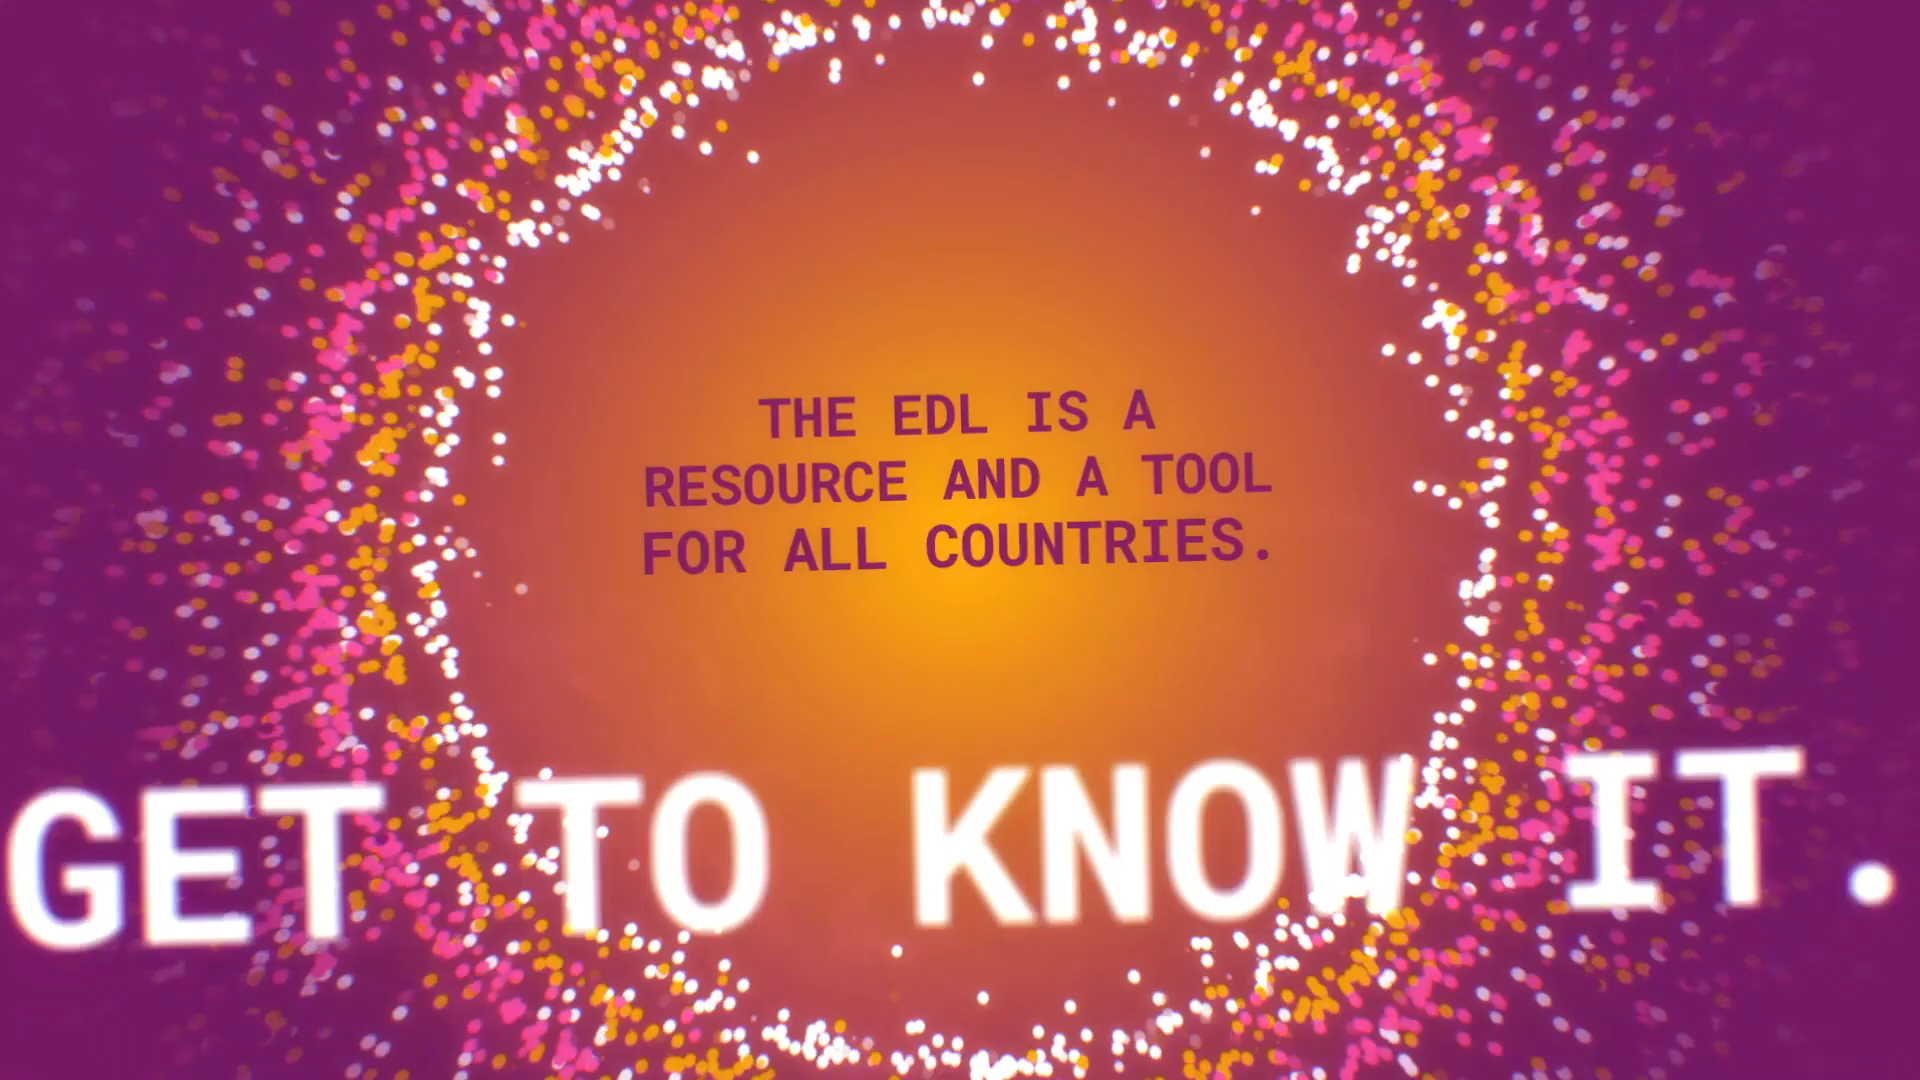 THE EDL IS A
RESOURCE AND A TOOL
FOR ALL COUNTRIES.
GET TO KNOW IT.